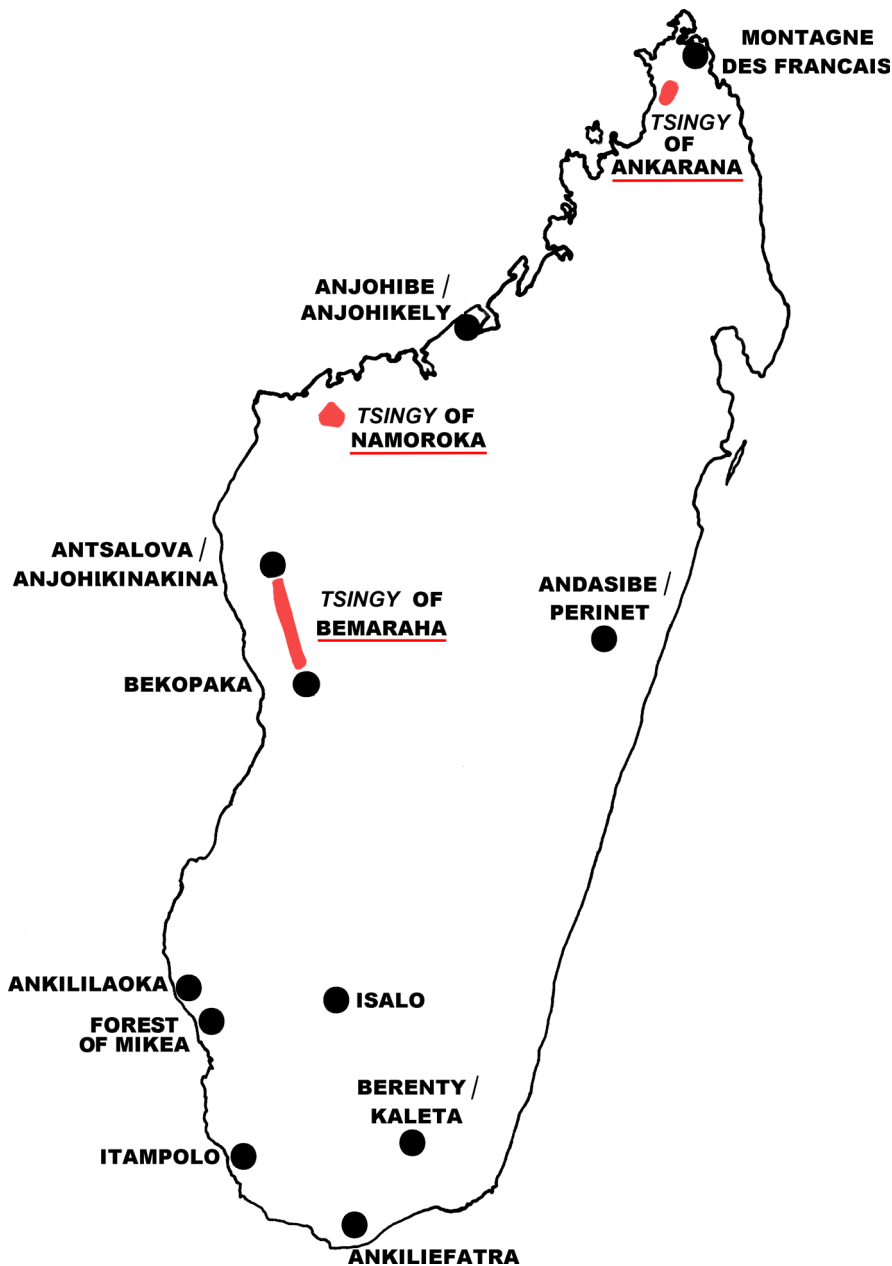 MONTAGNE
DES FRANCAIS
TSINGY
OF
ANKARANA
ANJOHIBE /
ANJOHIKELY
TSINGY OF
NAMOROKA
ANTSALOVA /
ANJOHIKINAKINA
TSINGY OF
BEMARAHA
ANDASIBE /
PERINET
BEKOPAKA
ANKILILAOKA
ISALO
FOREST
OF MIKEA
BERENTY /
KALETA
ITAMPOLO
ANKILIEFATRA